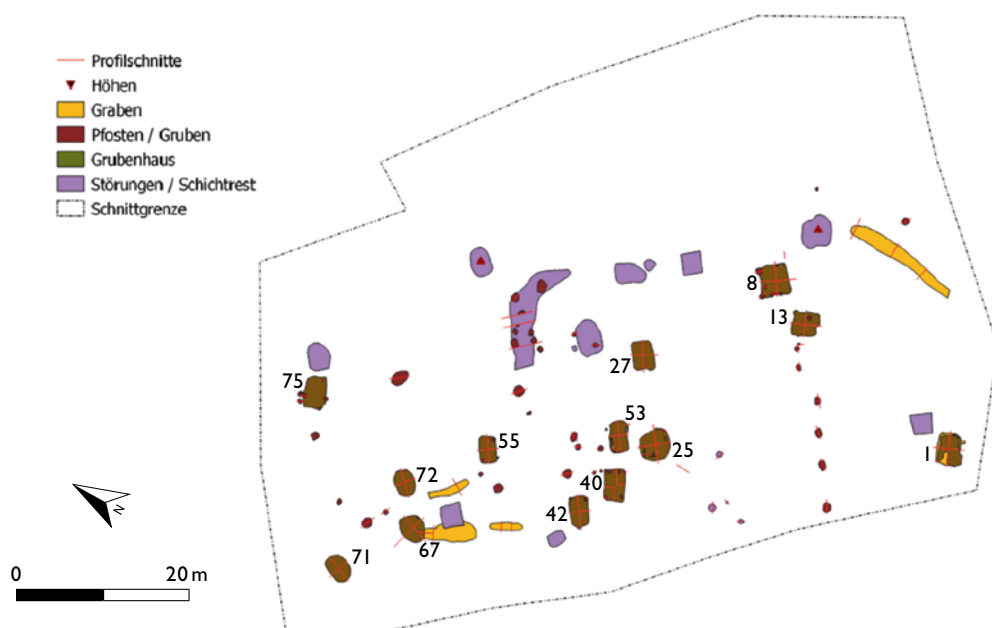 Profilschnitte
Höhen
Graben
Pfosten / Gruben
Grubenhaus
Störungen / Schichtrest
Schnittgrenze
8
13
27
75
53
55
25
1
72
40
42
67
71
N
0 20 m